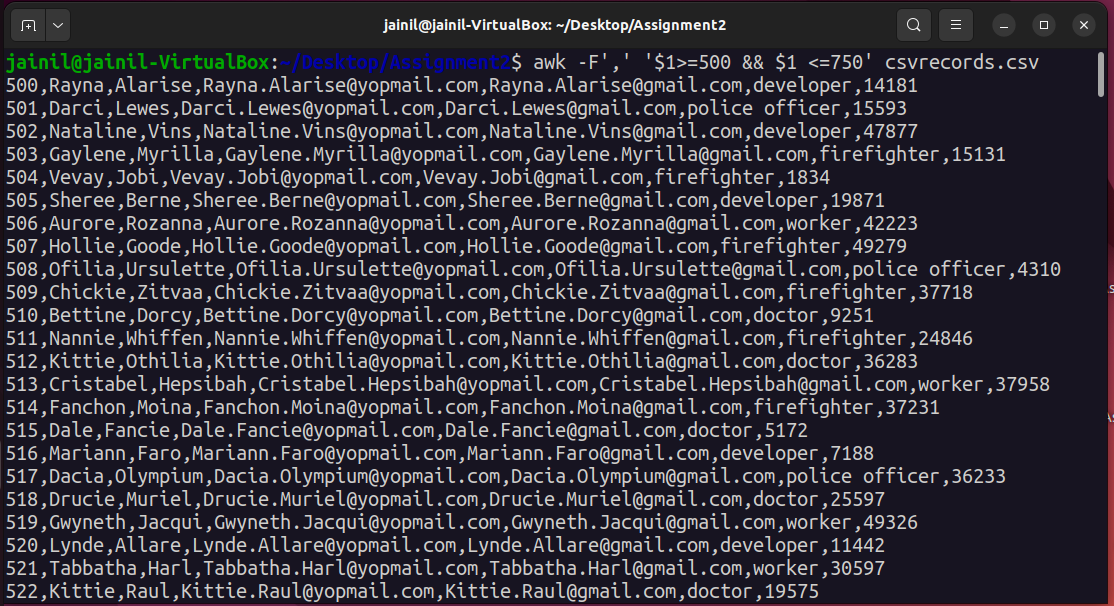 jainil@jainil-VirtualBox: ~/Desktop/Assignment2
jainil@jainil-VirtualBox:~/Desktop/Assignment2$ awk -F',' '$1>=500 && $1 <=750' csvrecords.csv
500,Rayna,Alarise,Rayna.Alarise@yopmail.com,Rayna.Alarise@gmail.com,developer,14181
501,Darci,Lewes,Darci.Lewes@yopmail.com,Darci.Lewes@gmail.com,police officer,15593
502,Nataline,Vins,Nataline.Vins@yopmail.com,Nataline.Vins@gmail.com,developer,47877
503,Gaylene,Myrilla,Gaylene.Myrilla@yopmail.com,Gaylene.Myrilla@gmail.com,firefighter,15131
504,Vevay,Jobi,Vevay.Jobi@yopmail.com,Vevay.Jobi@gmail.com,firefighter,1834
505,Sheree,Berne,Sheree.Berne@yopmail.com,Sheree.Berne@gmail.com,developer,19871
506,Aurore,Rozanna,Aurore.Rozanna@yopmail.com,Aurore.Rozanna@gmail.com,worker,42223
507,Hollie,Goode,Hollie.Goode@yopmail.com,Hollie.Goode@gmail.com,firefighter,49279
508,Ofilia,Ursulette,Ofilia.Ursulette@yopmail.com,Ofilia.Ursulette@gmail.com,police officer,4310
509,Chickie,Zitvaa,Chickie.Zitvaa@yopmail.com,Chickie.Zitvaa@gmail.com,firefighter,37718
510,Bettine,Dorcy,Bettine.Dorcy@yopmail.com,Bettine.Dorcy@gmail.com,doctor,9251
511,Nannie,Whiffen,Nannie.Whiffen@yopmail.com,Nannie.Whiffen@gmail.com,firefighter,24846
512,Kittie,Othilia,Kittie.Othilia@yopmail.com,Kittie.Othilia@gmail.com,doctor,36283
513,Cristabel,Hepsibah,Cristabel.Hepsibah@yopmail.com,Cristabel.Hepsibah@gmail.com,worker,37958
514,Fanchon,Moina,Fanchon.Moina@yopmail.com,Fanchon.Moina@gmail.com,firefighter,37231
515,Dale,Fancie,Dale.Fancie@yopmail.com,Dale.Fancie@gmail.com,doctor,5172
516,Mariann,Faro,Mariann.Faro@yopmail.com,Mariann.Faro@gmail.com,developer,7188
517,Dacia,Olympium,Dacia.Olympium@yopmail.com,Dacia.Olympium@gmail.com,police officer,36233
518,Drucie,Muriel,Drucie.Muriel@yopmail.com,Drucie.Muriel@gmail.com,doctor,25597
519,Gwyneth,Jacqui,Gwyneth.Jacqui@yopmail.com,Gwyneth.Jacqui@gmail.com,worker,49326
520,Lynde,Allare,Lynde.Allare@yopmail.com,Lynde.Allare@gmail.com,developer,11442
521,Tabbatha,Harl,Tabbatha.Harl@yopmail.com,Tabbatha.Harl@gmail.com,worker,30597
522,Kittie,Raul,Kittie.Raul@yopmail.com,Kittie.Raul@gmail.com,doctor,19575